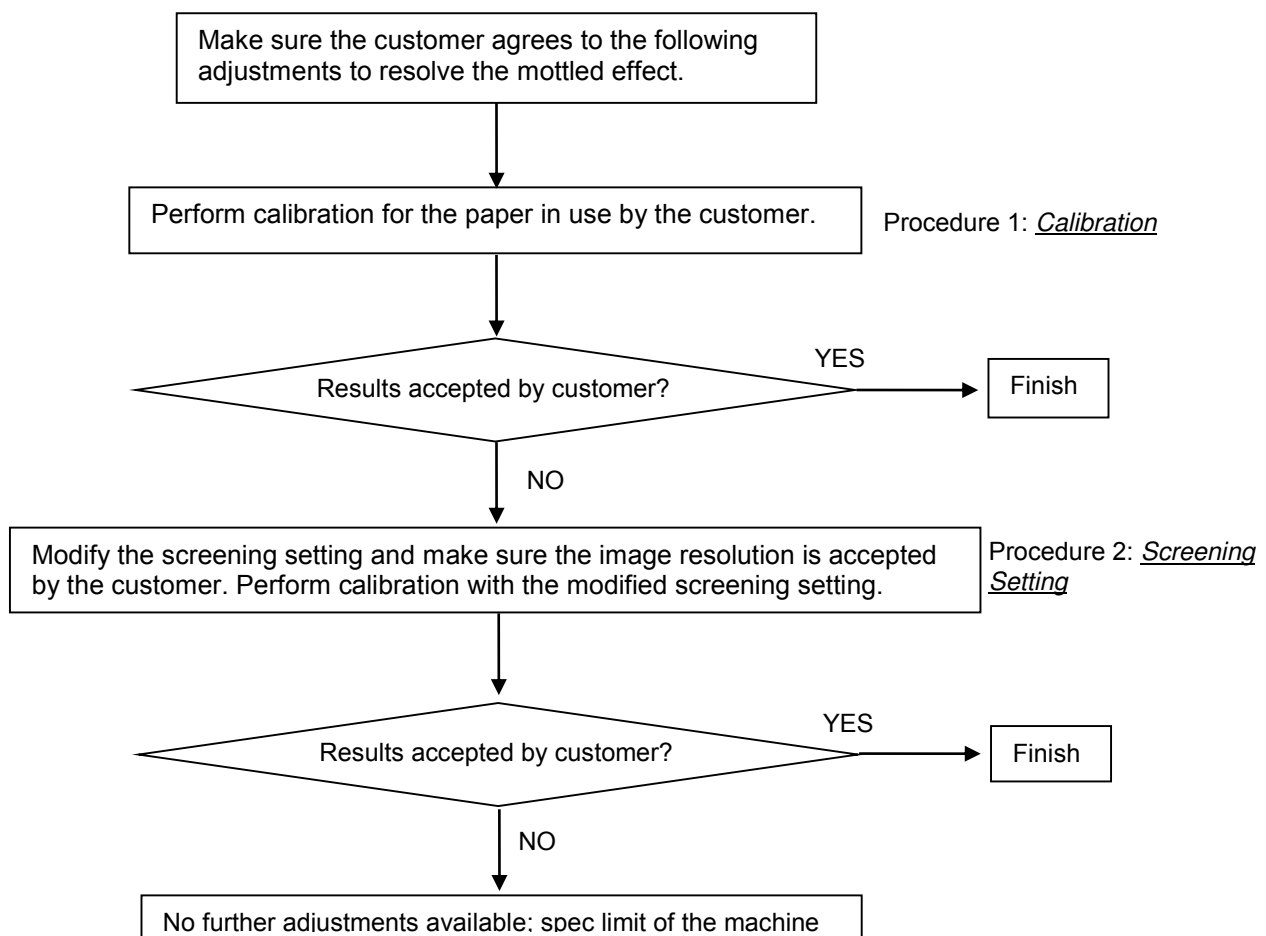 Make sure the customer agrees to the following
adjustments to resolve the mottled effect.
Perform calibration for the paper in use by the customer.
Procedure 1: Calibration
Results accepted by customer?
YES
Finish
NO
Modify the screening setting and make sure the image resolution is accepted
by the customer. Perform calibration with the modified screening setting.
Procedure 2: Screening
Setting
Results accepted by customer?
YES
Finish
NO
No further adjustments available; spec limit of the machine